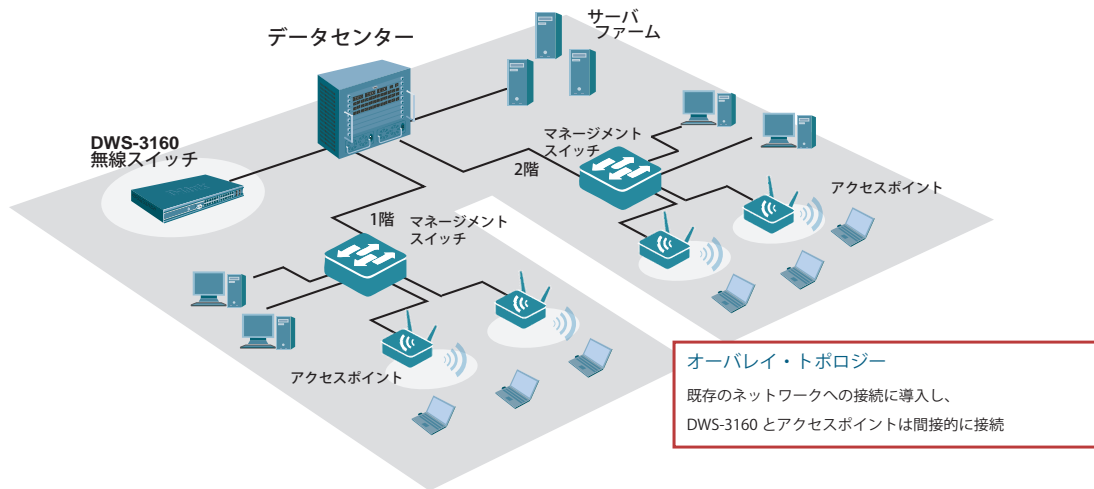 サーバ
ファーム
データセンター
DWS-3160
無線スイッチ
マネージメント
スイッチ
2階
アクセスポイント
1階
マネージメント
スイッチ
アクセスポイント
オーバレイ・トポロジー
既存のネットワークへの接続に導入し、
DWS-3160 とアクセスポイントは間接的に接続